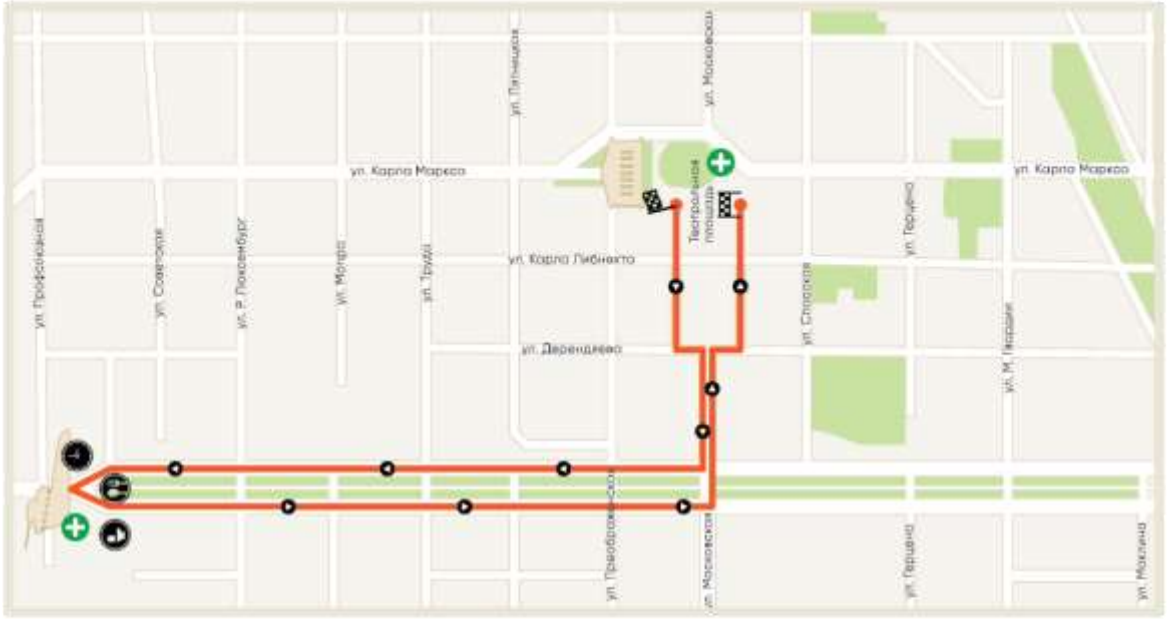 ул. Пятницкая
ул. Московская
ул. Карла Маркса
ул. Карла Маркса
Театральная
площадь
ул. Герцена
ул. Профсоюзная
ул. Советская
ул. Р. Люксембург
ул. Мопра
ул. Труда
ул. Карла Либкнехта
ул. Спасская
ул. М. Гвардии
ул. Дерендяева
ул. Преображенская
ул. Московская
ул. Герцена
ул. Маклина